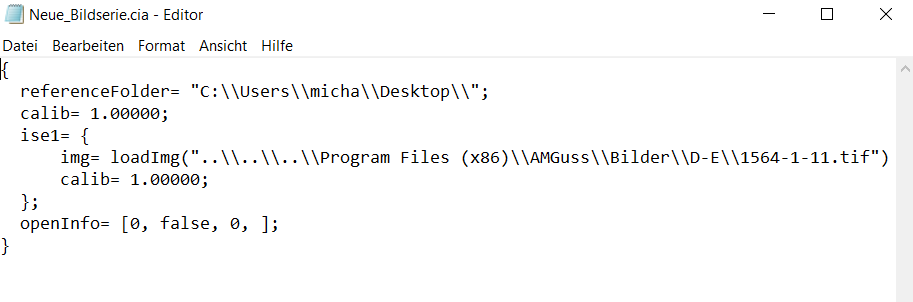 Neue_Bildserie.cia - Editor
Datei Bearbeiten Format Ansicht Hilfe
{
  referenceFolder= "C:\\Users\\micha\\Desktop\\";
  calib= 1.00000;
  ise1= {
      img= loadImg("..\\..\\..\\Program Files (x86)\\AMGuss\\Bilder\\D-E\\1564-1-11.tif")
      calib= 1.00000;
  };
  openInfo= [0, false, 0, ];
}